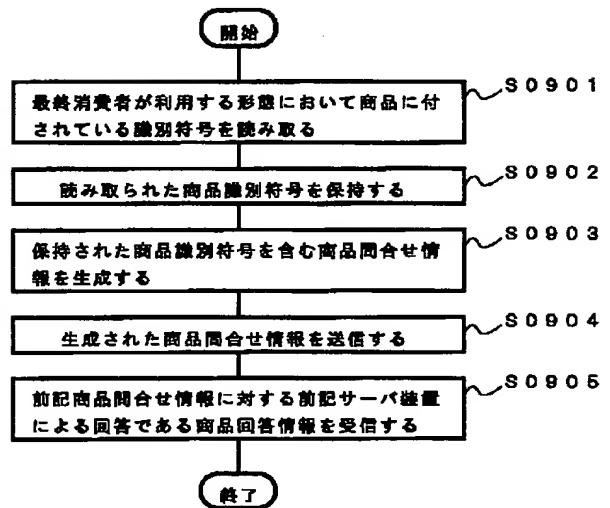 開始
S0901
最終消費者が利用する形態において商品に付
されている識別符号を読み取る
S0902
読み取られた商品識別符号を保持する
S0903
保持された商品識別符号を含む商品問合せ情
報を生成する
S0904
生成された商品問合せ情報を送信する
S0905
前記商品問合せ情報に対する前記サーバ装置
による回答である商品回答情報を受信する
終了